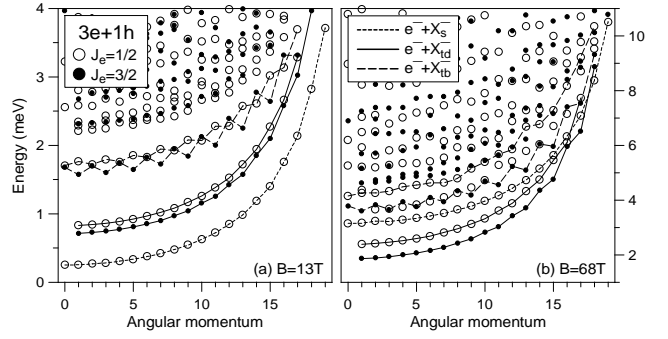 3e+1h
J_e=1/2
J_e=3/2
e⁻+X_s⁻
e⁻+X_td⁻
e⁻+X_tb⁻
Energy (meV)
4
3
2
1
0
10
8
6
4
2
(a) B=13T
(b) B=68T
0 5 10 15
0 5 10 15
Angular momentum
Angular momentum